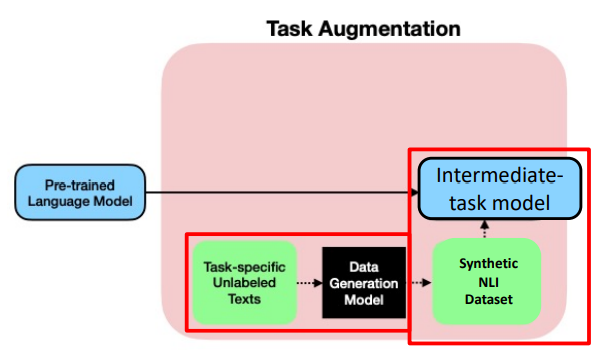 Task Augmentation
Pre-trained
Language Model
Intermediate-
task model
Task-specific
Unlabeled
Texts
Data
Generation
Model
Synthetic
NLI
Dataset